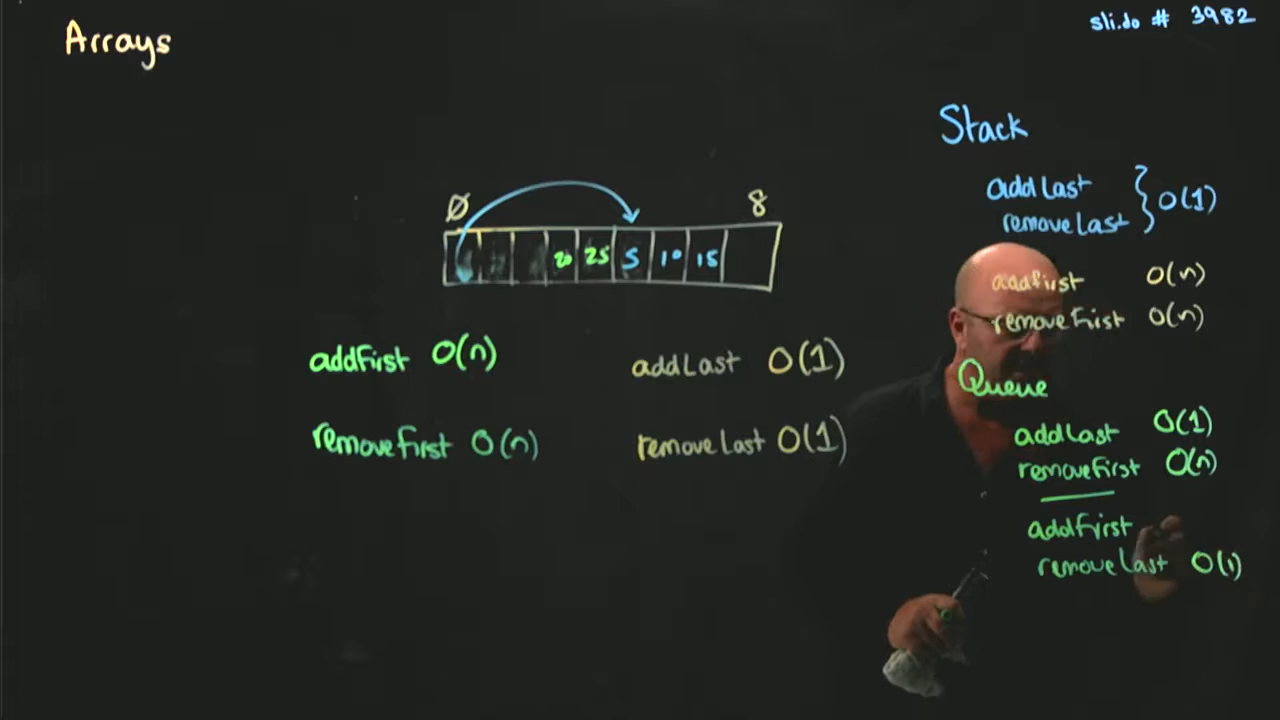 Arrays
sli.do # 3982
Stack
addLast
removeLast } O(1)
addFirst O(n)
removeFirst O(n)
Queue
addLast O(1)
removeFirst O(n)
addFirst
removeLast O(1)
0 8
20 25 5 10 15
addFirst O(n) addLast O(1)
removeFirst O(n) removeLast O(1)